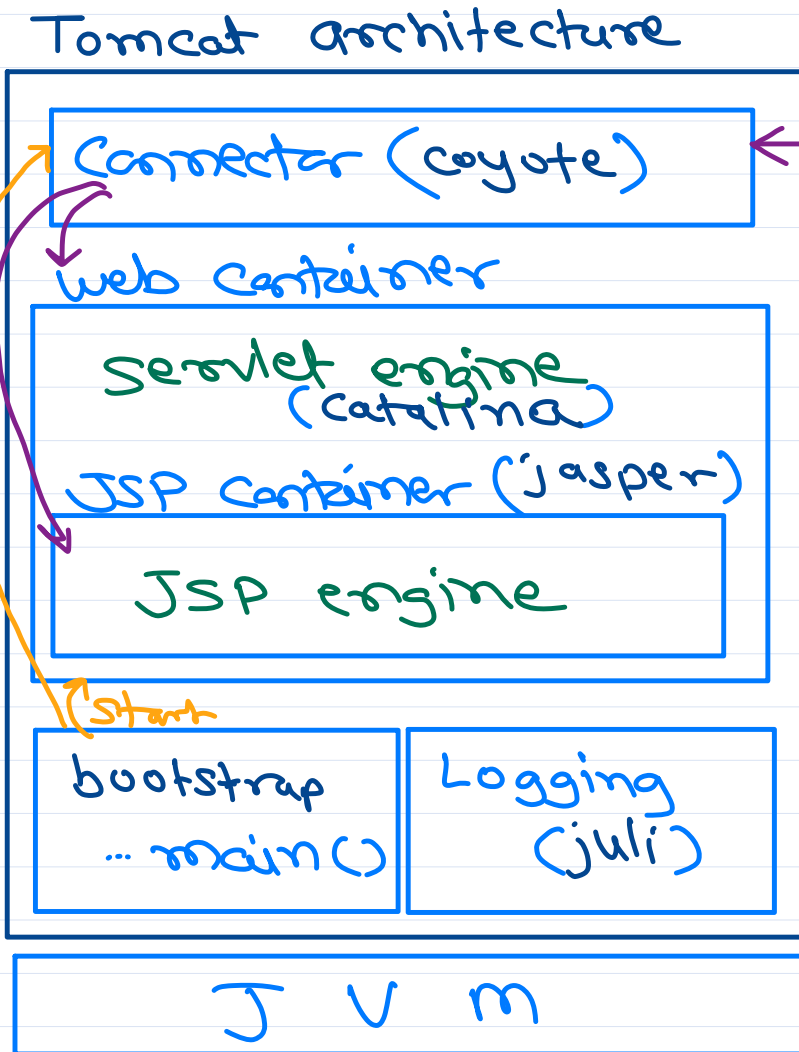 Tomcat architecture
Connector (coyote)
web container
servlet engine
(catalina)
JSP container (jasper)
JSP engine
start
bootstrap
... main()
Logging
(juli)
J V M